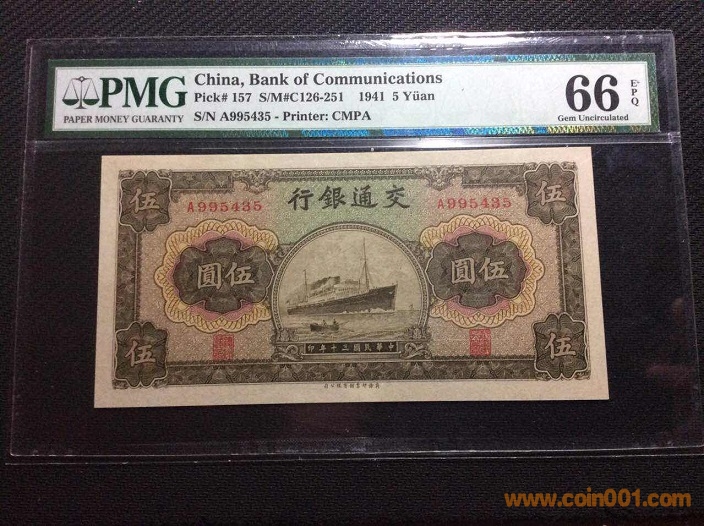 PMG
PAPER MONEY GUARANTY
China, Bank of Communications
Pick# 157 S/M#C126-251 1941 5 Yüan
S/N A995435 - Printer: CMPA
66 EPQ
Gem Uncirculated
伍
伍
行銀通交
A995435
A995435
圓伍
圓伍
印年十三國民華中
伍
伍
www.coin001.com